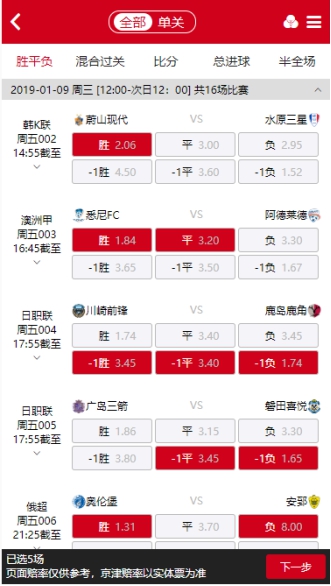 全部 单关
胜平负 混合过关 比分 总进球 半全场
2019-01-09 周三 [12:00-次日12：00] 共16场比赛
韩K联
周五002
14:55截至
蔚山现代 VS 水原三星
胜 2.06 平 3.00 负 2.95
-1胜 4.50 -1平 3.60 -1负 1.52
澳洲甲
周五003
16:45截至
悉尼FC VS 阿德莱德
胜 1.84 平 3.20 负 3.30
-1胜 3.65 -1平 3.50 -1负 1.67
日职联
周五004
17:55截至
川崎前锋 VS 鹿岛鹿角
胜 1.74 平 3.40 负 3.45
-1胜 3.45 -1平 3.40 -1负 1.74
日职联
周五005
17:55截至
广岛三箭 VS 磐田喜悦
胜 1.86 平 3.15 负 3.30
-1胜 3.80 -1平 3.45 -1负 1.65
俄超
周五006
21:25截至
奥伦堡 VS 安郅
胜 1.31 平 3.70 负 8.00
已选5场
页面赔率仅供参考，京津赔率以实体票为准
下一步